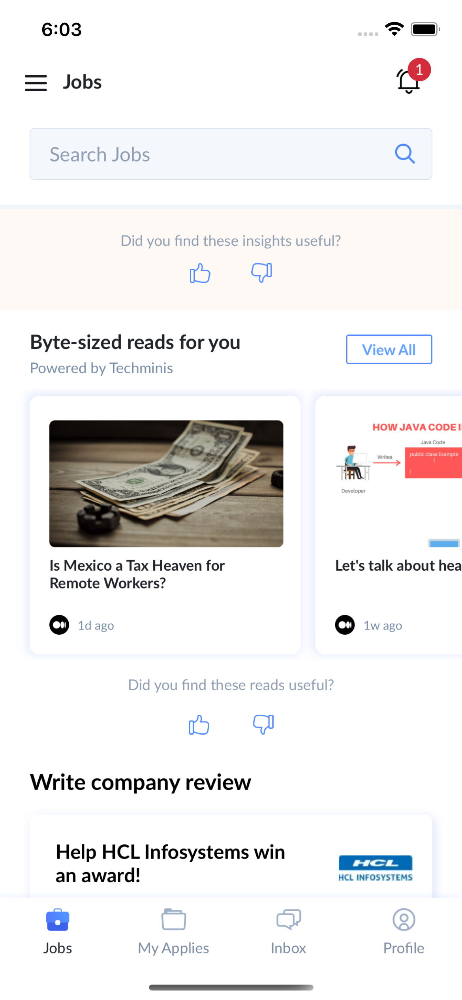 6:03
Jobs
1
Search Jobs
Did you find these insights useful?
Byte-sized reads for you
View All
Powered by Techminis
HOW JAVA CODE
Java Code
Writes
public class Example
{
}
Developer
Is Mexico a Tax Heaven for
Remote Workers?
1d ago
Let's talk about hea
1w ago
Did you find these reads useful?
Write company review
Help HCL Infosystems win
an award!
HCL
HCL INFOSYSTEMS
Jobs
My Applies
Inbox
Profile